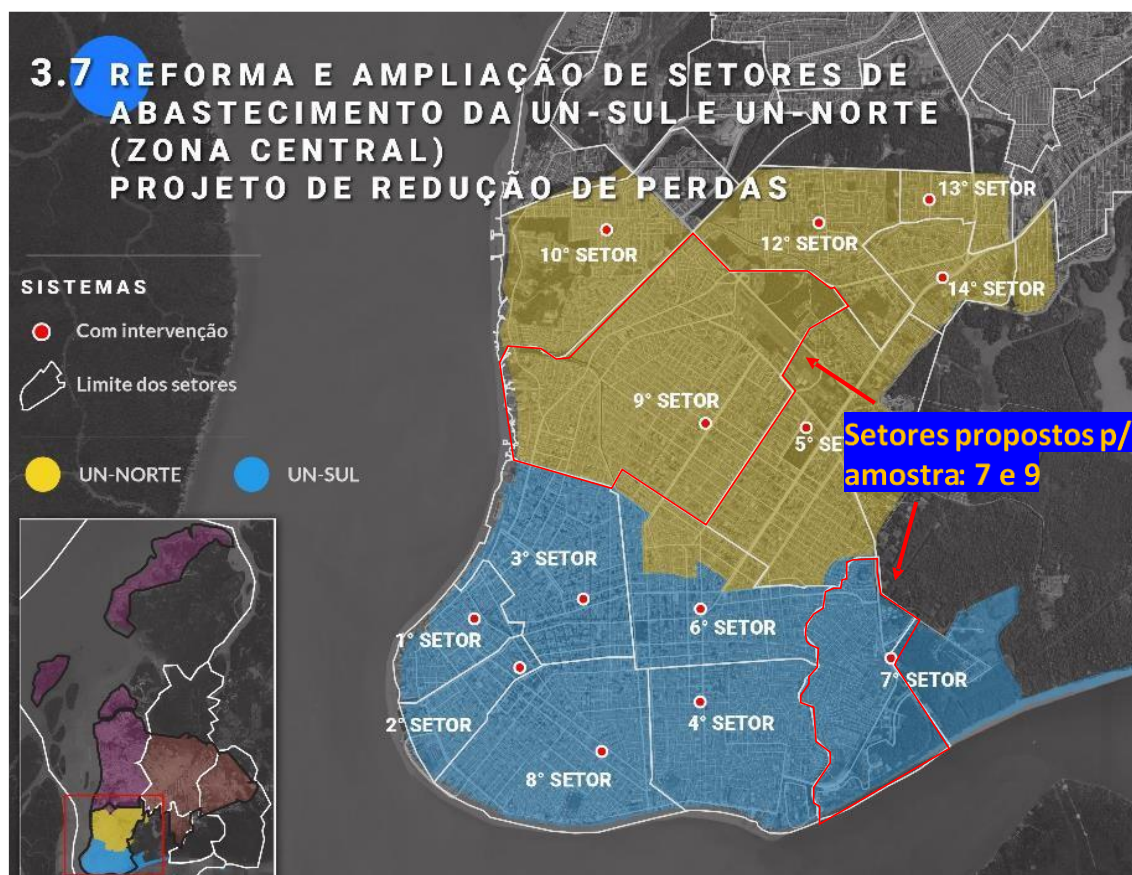 3.7 REFORMA E AMPLIAÇÃO DE SETORES DE
ABASTECIMENTO DA UN-SUL E UN-NORTE
(ZONA CENTRAL)
PROJETO DE REDUÇÃO DE PERDAS
SISTEMAS
Com intervenção
Limite dos setores
UN-NORTE
UN-SUL
13° SETOR
10° SETOR
12° SETOR
14° SETOR
9° SETOR
5° SE
Setores propostos p/
amostra: 7 e 9
3° SETOR
1° SETOR
6° SETOR
7° SETOR
2° SETOR
4° SETOR
8° SETOR